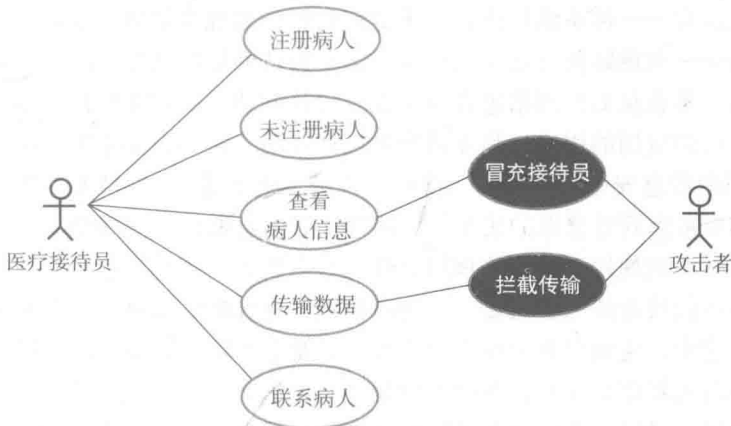 注册病人
未注册病人
查看
病人信息
冒充接待员
医疗接待员
攻击者
传输数据
拦截传输
联系病人